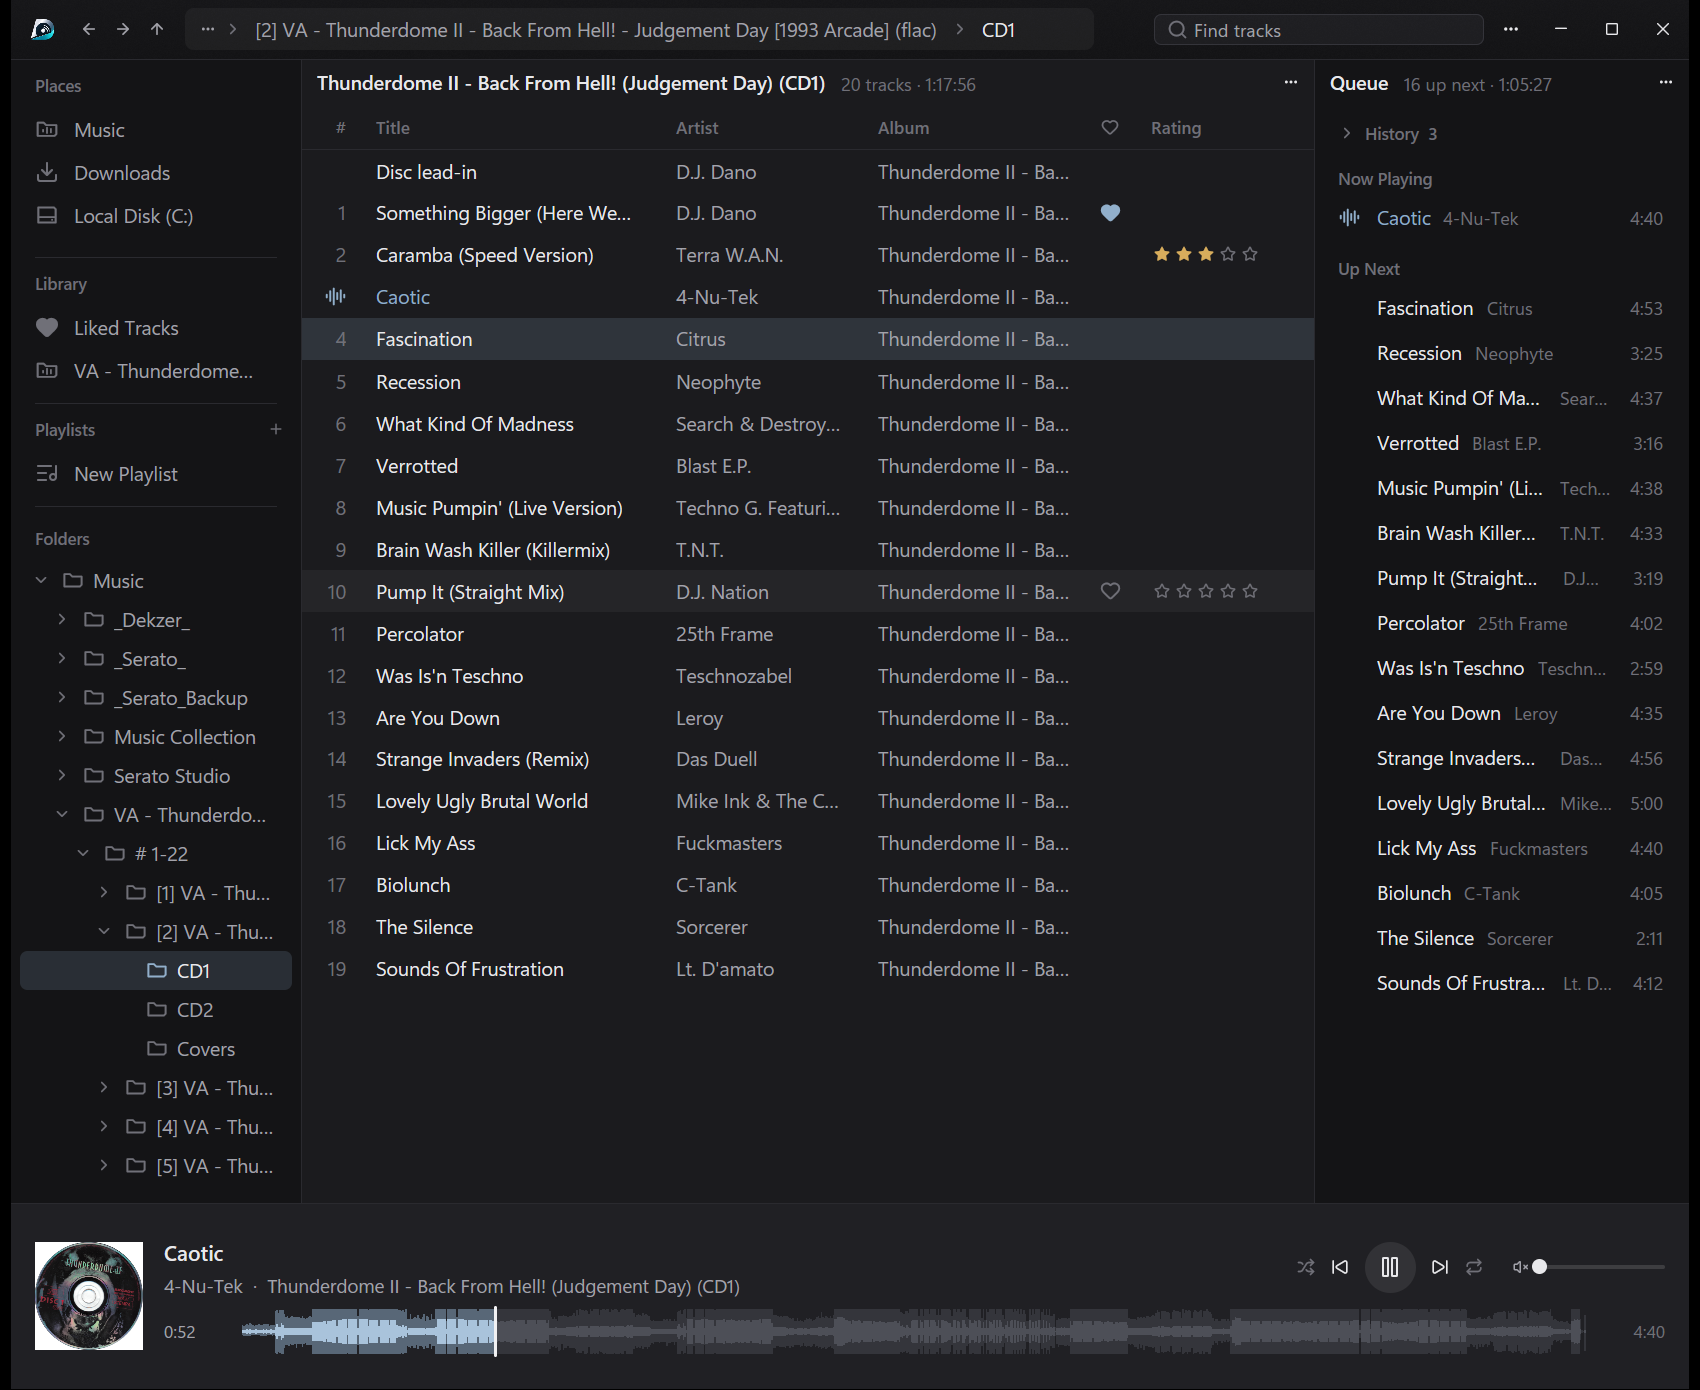 [2] VA - Thunderdome II - Back From Hell! - Judgement Day [1993 Arcade] (flac) CD1
Find tracks
Places
Music
Downloads
Local Disk (C:)
Library
Liked Tracks
VA - Thunderdome...
Playlists +
New Playlist
Folders
Music
_Dekzer_
_Serato_
_Serato_Backup
Music Collection
Serato Studio
VA - Thunderdo...
# 1-22
[1] VA - Thu...
[2] VA - Thu...
CD1
CD2
Covers
[3] VA - Thu...
[4] VA - Thu...
[5] VA - Thu...
Thunderdome II - Back From Hell! (Judgement Day) (CD1) 20 tracks · 1:17:56
# Title Artist Album Rating
Disc lead-in D.J. Dano Thunderdome II - Ba...
1 Something Bigger (Here We... D.J. Dano Thunderdome II - Ba...
2 Caramba (Speed Version) Terra W.A.N. Thunderdome II - Ba...
Caotic 4-Nu-Tek Thunderdome II - Ba...
4 Fascination Citrus Thunderdome II - Ba...
5 Recession Neophyte Thunderdome II - Ba...
6 What Kind Of Madness Search & Destroy... Thunderdome II - Ba...
7 Verrotted Blast E.P. Thunderdome II - Ba...
8 Music Pumpin' (Live Version) Techno G. Featuri... Thunderdome II - Ba...
9 Brain Wash Killer (Killermix) T.N.T. Thunderdome II - Ba...
10 Pump It (Straight Mix) D.J. Nation Thunderdome II - Ba...
11 Percolator 25th Frame Thunderdome II - Ba...
12 Was Is'n Teschno Teschnozabel Thunderdome II - Ba...
13 Are You Down Leroy Thunderdome II - Ba...
14 Strange Invaders (Remix) Das Duell Thunderdome II - Ba...
15 Lovely Ugly Brutal World Mike Ink & The C... Thunderdome II - Ba...
16 Lick My Ass Fuckmasters Thunderdome II - Ba...
17 Biolunch C-Tank Thunderdome II - Ba...
18 The Silence Sorcerer Thunderdome II - Ba...
19 Sounds Of Frustration Lt. D'amato Thunderdome II - Ba...
Queue 16 up next · 1:05:27
History 3
Now Playing
Caotic 4-Nu-Tek 4:40
Up Next
Fascination Citrus 4:53
Recession Neophyte 3:25
What Kind Of Ma... Sear... 4:37
Verrotted Blast E.P. 3:16
Music Pumpin' (Li... Tech... 4:38
Brain Wash Killer... T.N.T. 4:33
Pump It (Straight... D.J... 3:19
Percolator 25th Frame 4:02
Was Is'n Teschno Teschn... 2:59
Are You Down Leroy 4:35
Strange Invaders... Das... 4:56
Lovely Ugly Brutal... Mike... 5:00
Lick My Ass Fuckmasters 4:40
Biolunch C-Tank 4:05
The Silence Sorcerer 2:11
Sounds Of Frustra... Lt. D... 4:12
THUNDERDOME II
Caotic
4-Nu-Tek · Thunderdome II - Back From Hell! (Judgement Day) (CD1)
0:52
4:40